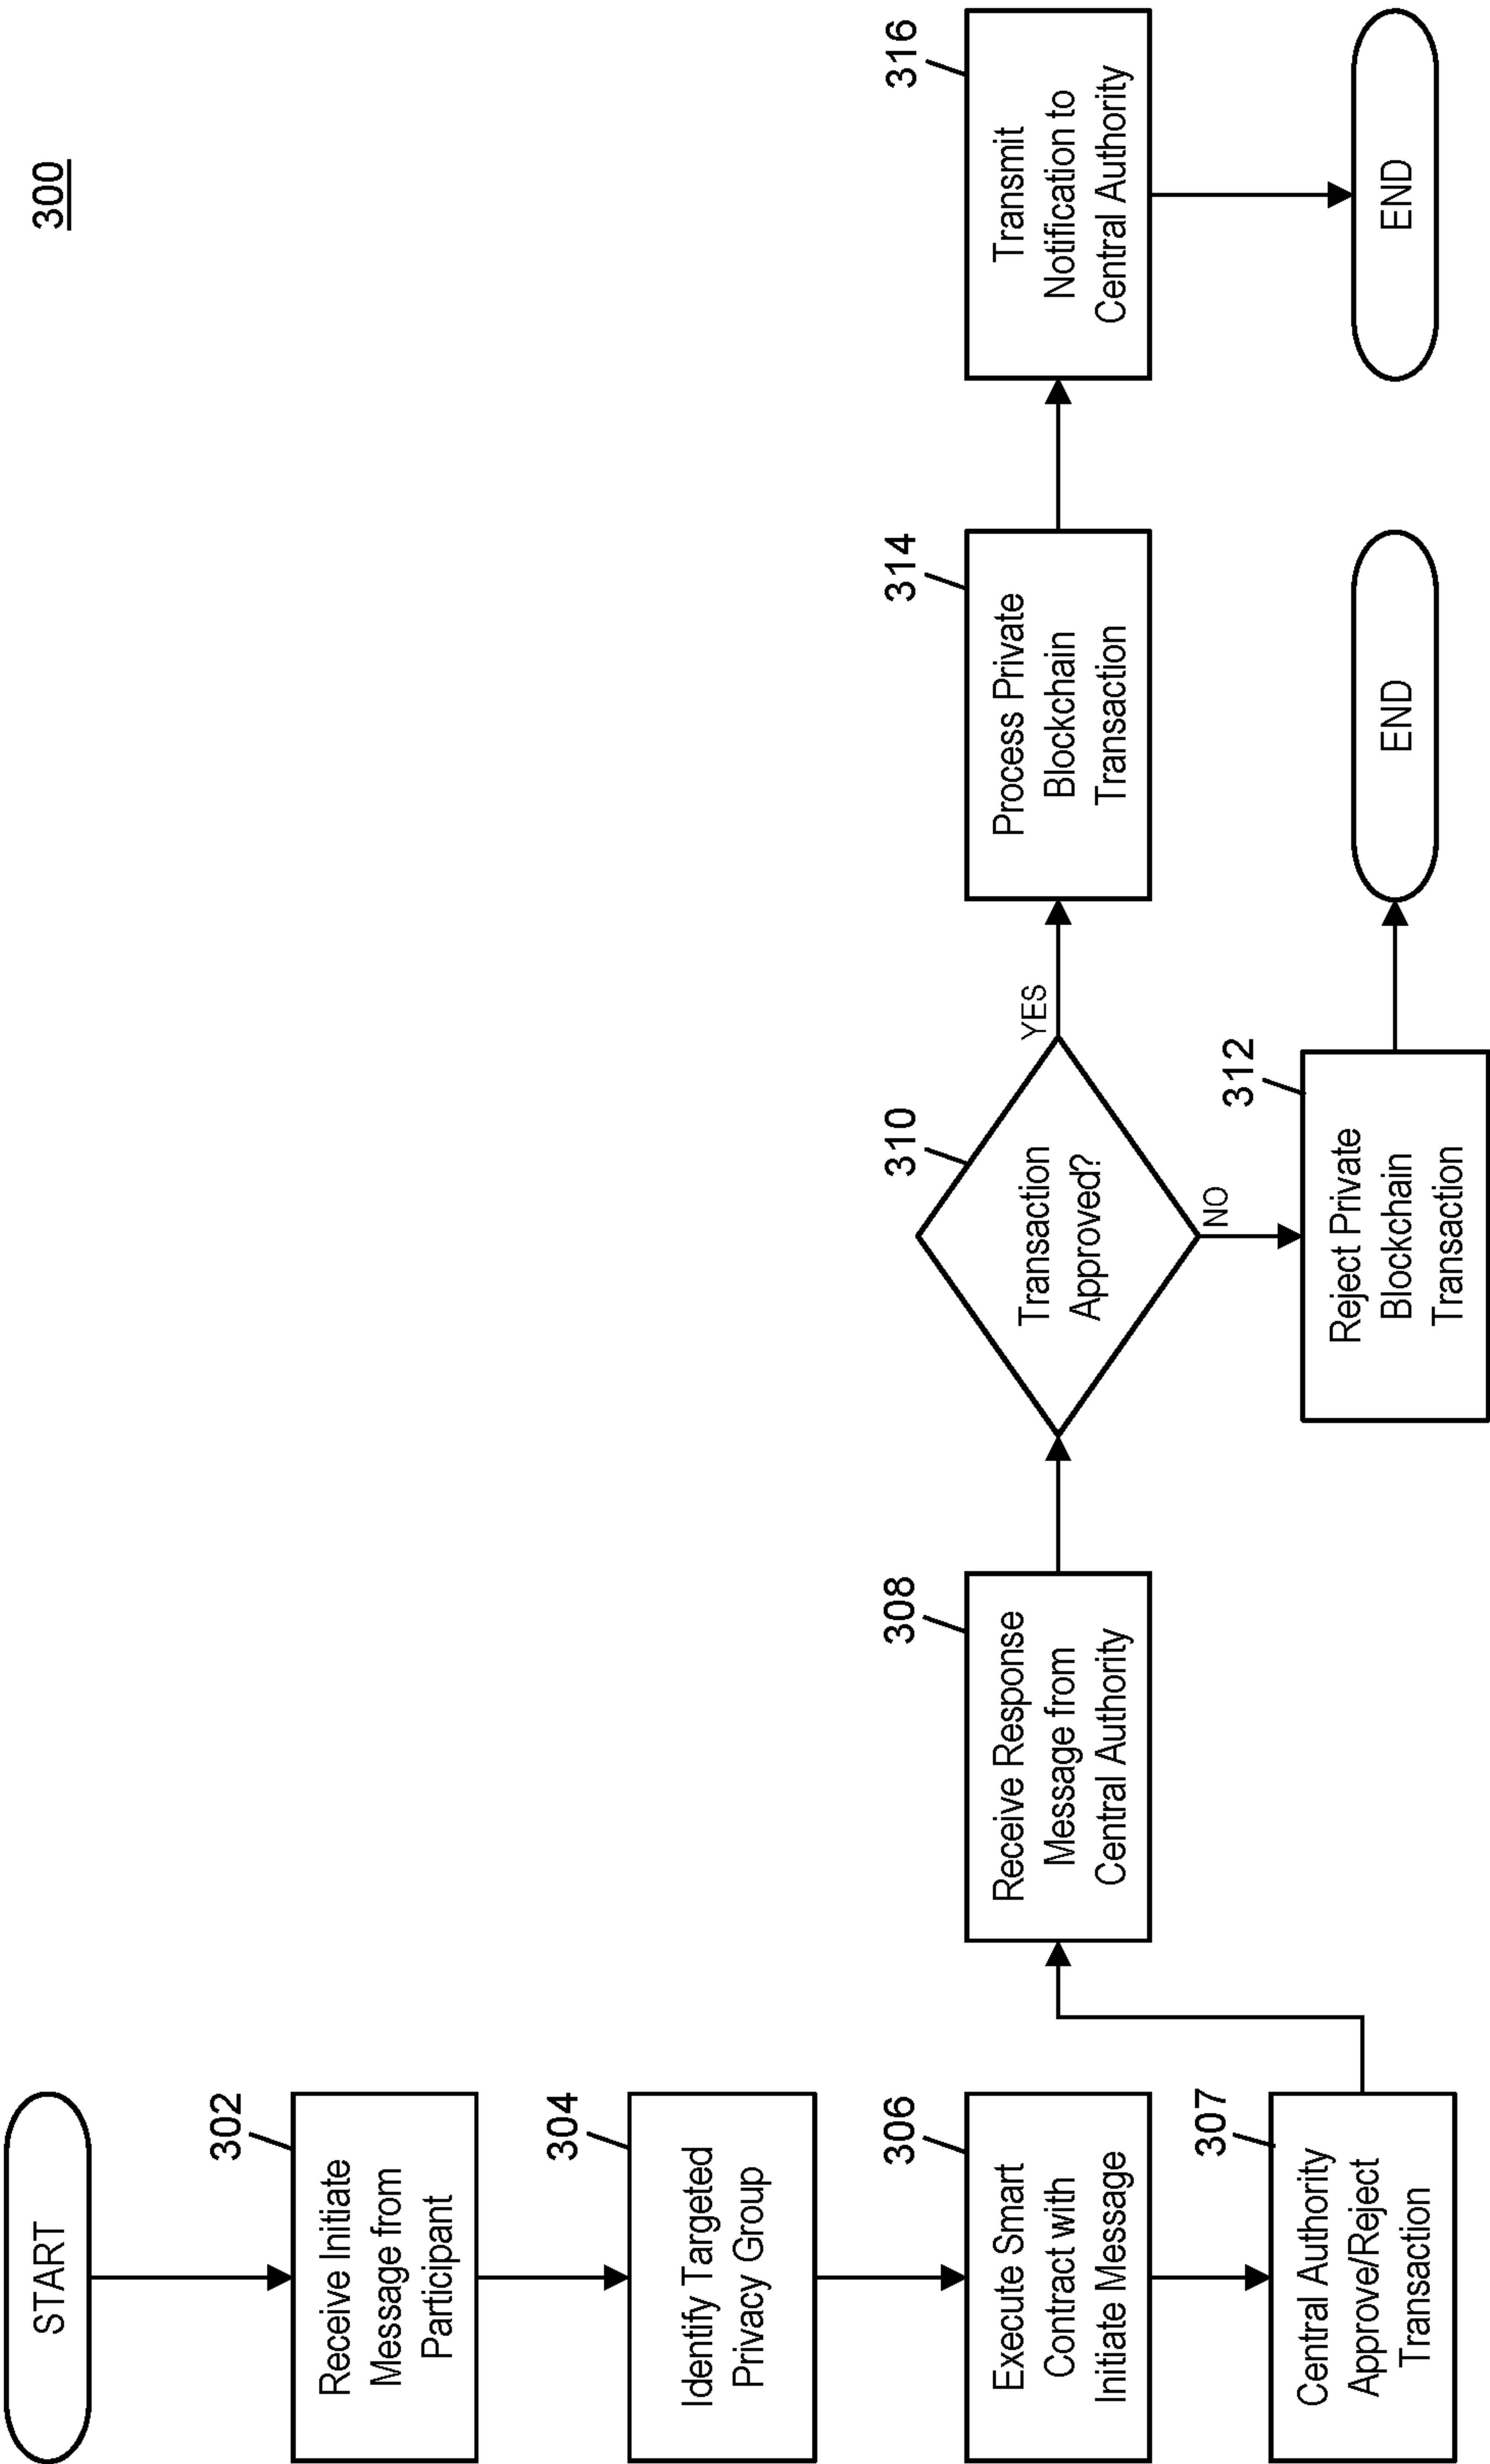 300
START
302
Receive Initiate
Message from
Participant
304
Identify Targeted
Privacy Group
306
Execute Smart
Contract with
Initiate Message
307
Central Authority
Approve/Reject
Transaction
308
Receive Response
Message from
Central Authority
310
Transaction
Approved?
YES
NO
312
Reject Private
Blockchain
Transaction
END
314
Process Private
Blockchain
Transaction
316
Transmit
Notification to
Central Authority
END